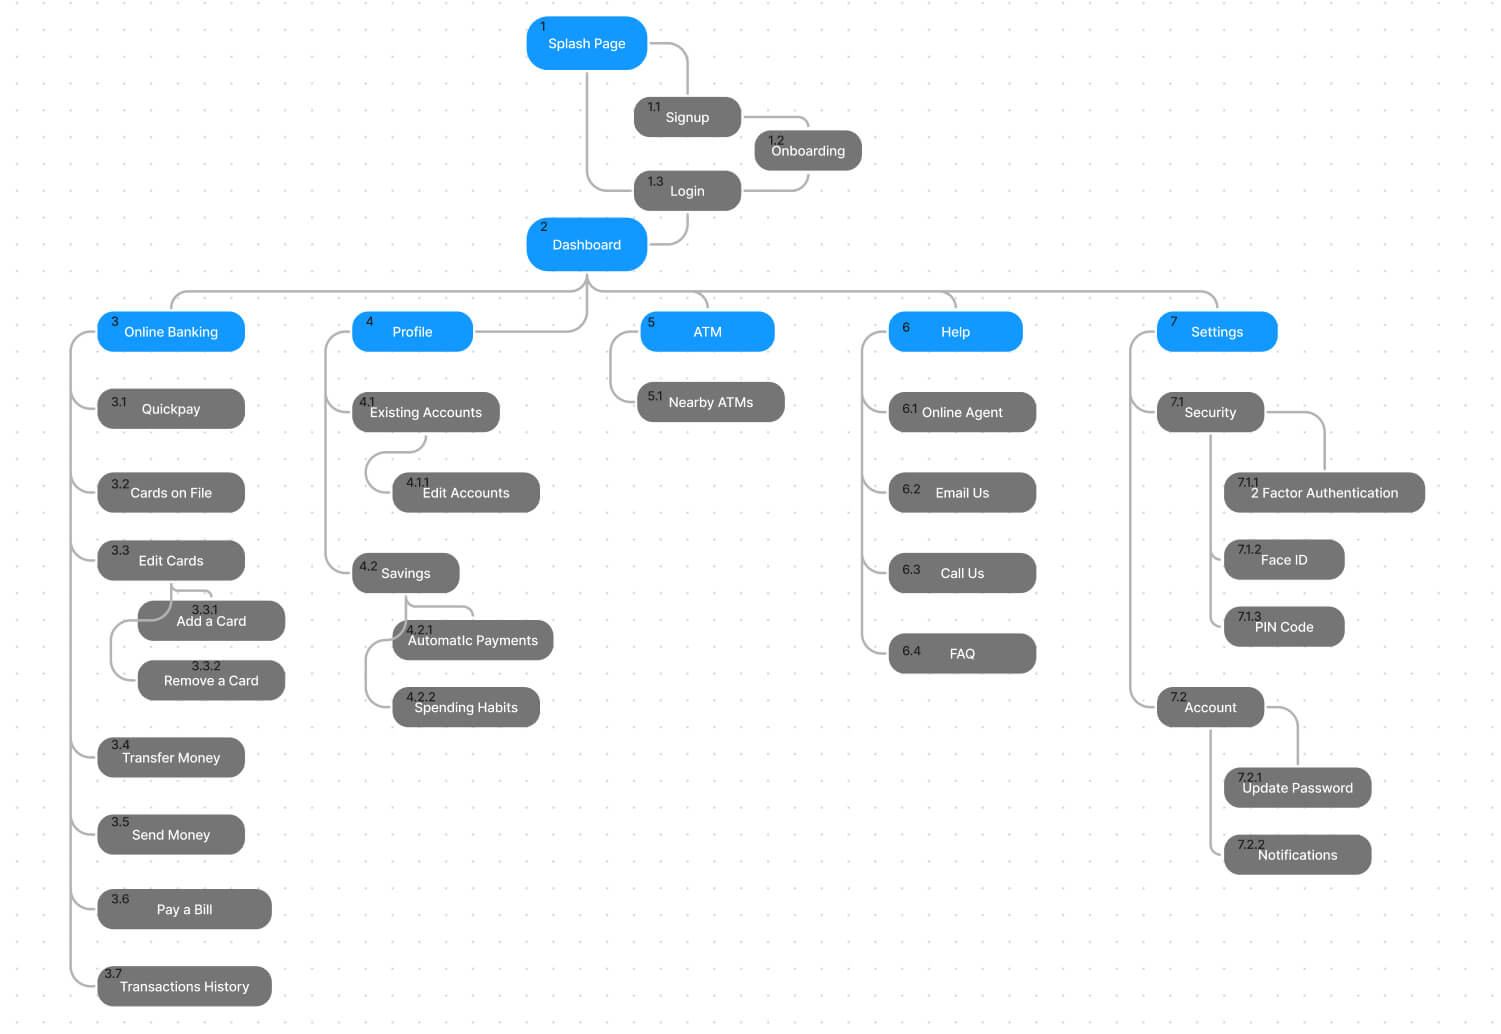 1
Splash Page
1.1
Signup
1.2
Onboarding
1.3
Login
2
Dashboard
3
Online Banking
3.1
Quickpay
3.2
Cards on File
3.3
Edit Cards
3.3.1
Add a Card
3.3.2
Remove a Card
3.4
Transfer Money
3.5
Send Money
3.6
Pay a Bill
3.7
Transactions History
4
Profile
4.1
Existing Accounts
4.1.1
Edit Accounts
4.2
Savings
4.2.1
AutomatIc Payments
4.2.2
Spending Habits
5
ATM
5.1
Nearby ATMs
6
Help
6.1
Online Agent
6.2
Email Us
6.3
Call Us
6.4
FAQ
7
Settings
7.1
Security
7.1.1
2 Factor Authentication
7.1.2
Face ID
7.1.3
PIN Code
7.2
Account
7.2.1
Update Password
7.2.2
Notifications